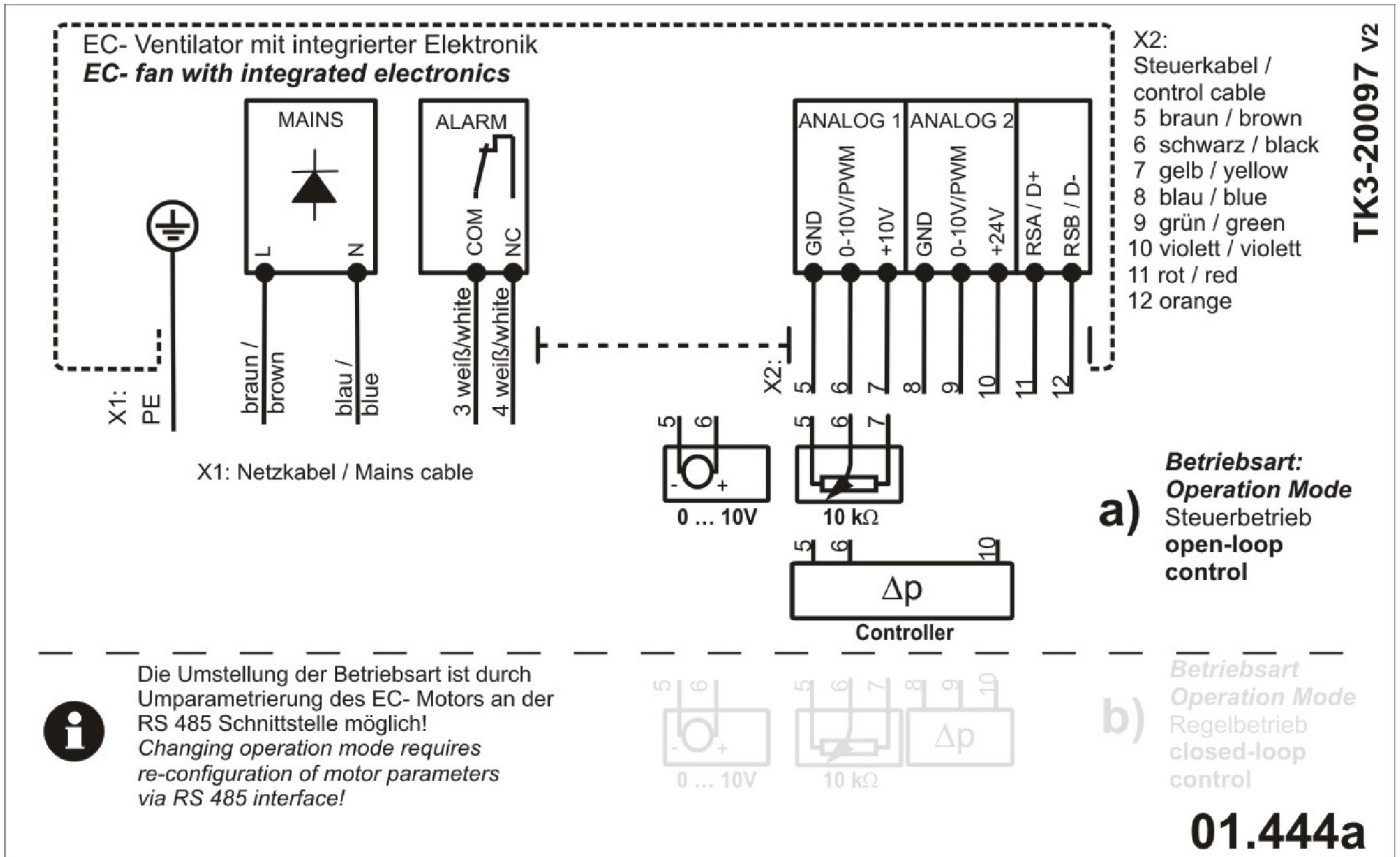 EC- Ventilator mit integrierter Elektronik
EC- fan with integrated electronics
MAINS
L
N
ALARM
COM
NC
ANALOG 1
GND
0-10V/PWM
+10V
ANALOG 2
GND
0-10V/PWM
+24V
RSA / D+
RSB / D-
X2:
Steuerkabel /
control cable
5 braun / brown
6 schwarz / black
7 gelb / yellow
8 blau / blue
9 grün / green
10 violett / violett
11 rot / red
12 orange
TK3-20097 V2
X1:
PE
braun /
brown
blau /
blue
3 weiß/white
4 weiß/white
X2:
5
6
7
8
9
10
11
12
X1: Netzkabel / Mains cable
5
6
- +
0 ... 10V
5
6
7
10 kΩ
5
6
10
Δp
Controller
a)
Betriebsart:
Operation Mode
Steuerbetrieb
open-loop
control
Die Umstellung der Betriebsart ist durch
Umparametrierung des EC- Motors an der
RS 485 Schnittstelle möglich!
Changing operation mode requires
re-configuration of motor parameters
via RS 485 interface!
i
5
6
- +
0 ... 10V
5
6
7
10 kΩ
8
9
10
Δp
b)
Betriebsart
Operation Mode
Regelbetrieb
closed-loop
control
01.444a